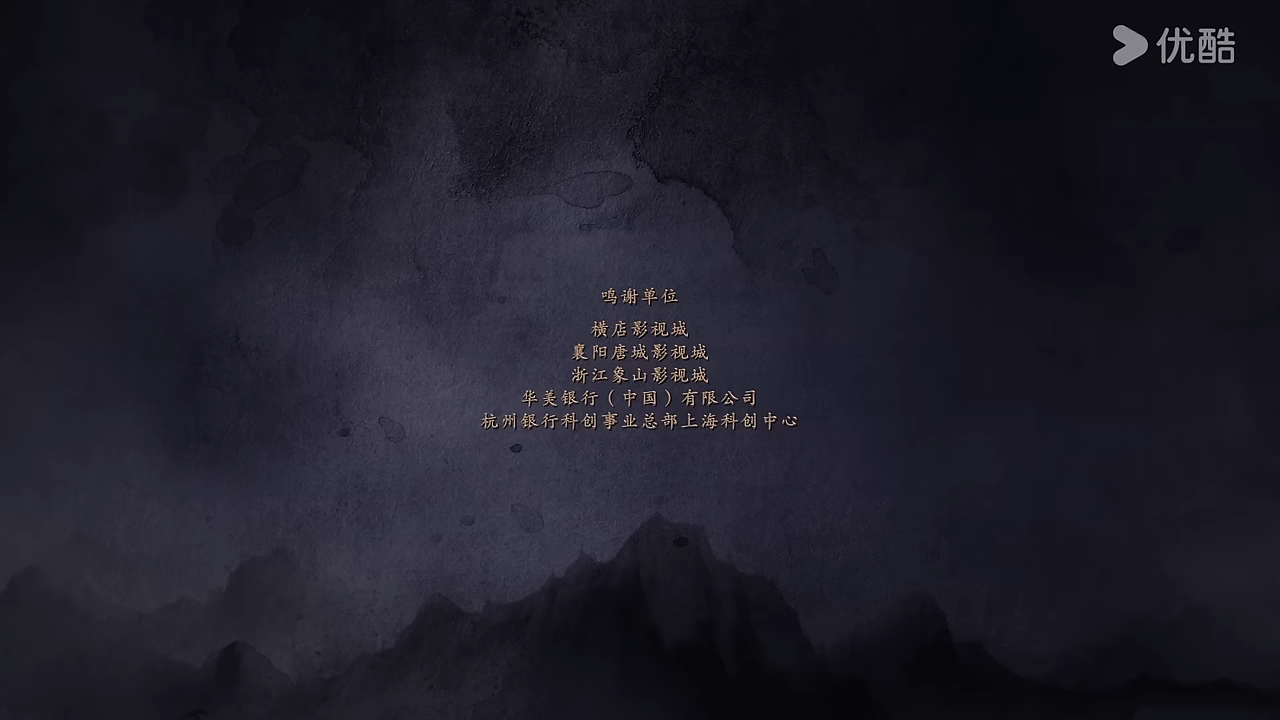 优酷
鸣谢单位
横店影视城
襄阳唐城影视城
浙江象山影视城
华美银行（中国）有限公司
杭州银行科创事业总部上海科创中心